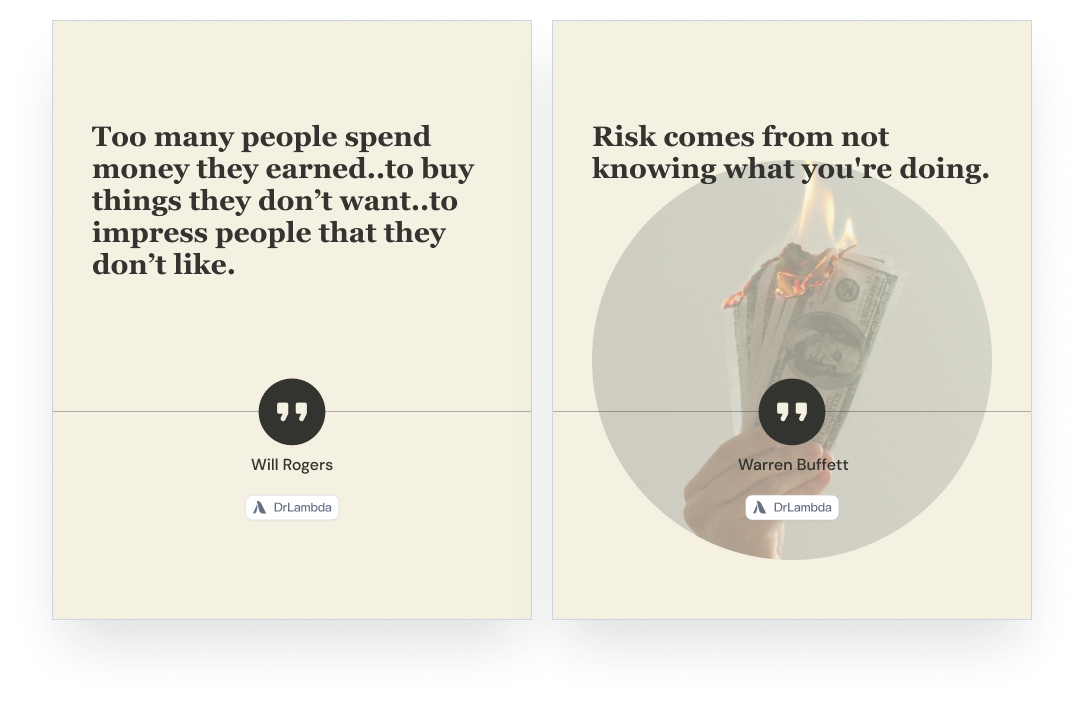 Too many people spend
money they earned..to buy
things they don’t want..to
impress people that they
don’t like.
Will Rogers
DrLambda
Risk comes from not
knowing what you're doing.
Warren Buffett
DrLambda